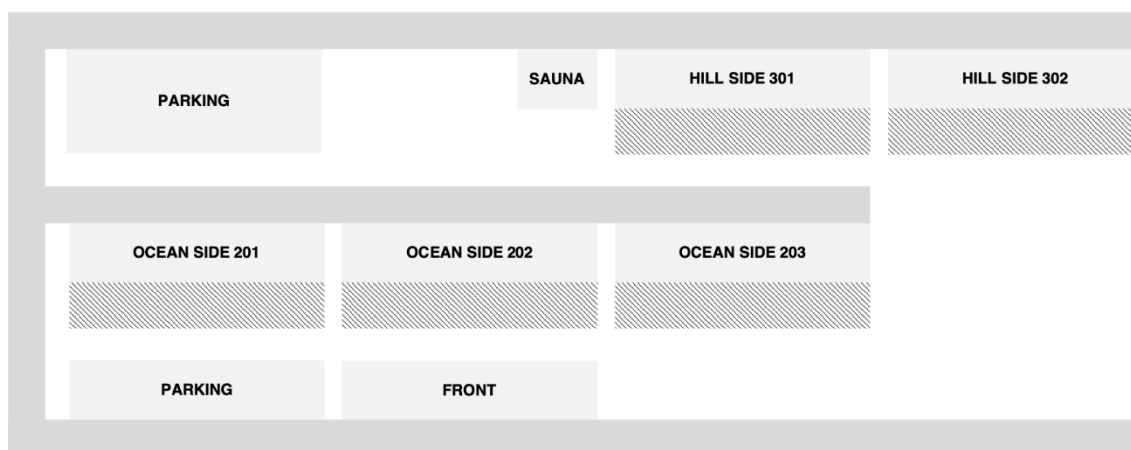 PARKING
SAUNA
HILL SIDE 301
HILL SIDE 302
OCEAN SIDE 201
OCEAN SIDE 202
OCEAN SIDE 203
PARKING
FRONT